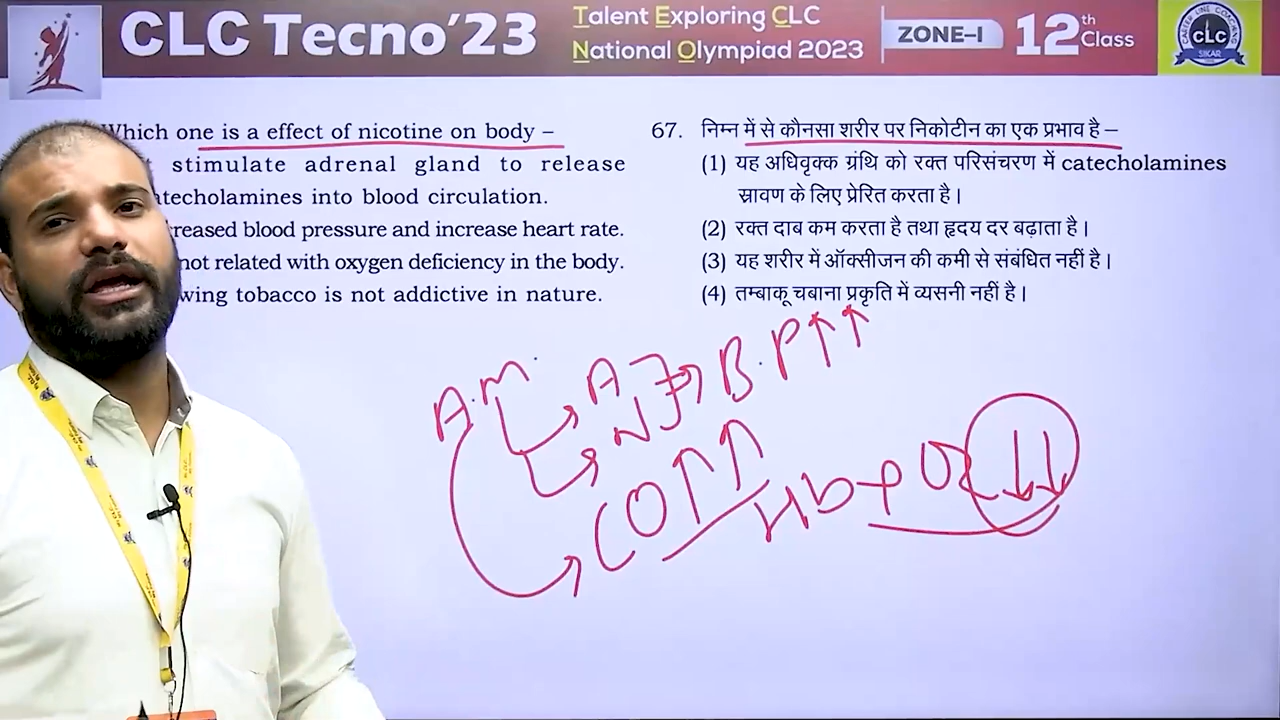 CLC Tecno'23
Talent Exploring CLC
National Olympiad 2023
ZONE–I
12th Class
CLC
SIKAR
Which one is a effect of nicotine on body –
stimulate adrenal gland to release
catecholamines into blood circulation.
creased blood pressure and increase heart rate.
not related with oxygen deficiency in the body.
wing tobacco is not addictive in nature.
67. निम्न में से कौनसा शरीर पर निकोटीन का एक प्रभाव है –
(1) यह अधिवृक्क ग्रंथि को रक्त परिसंचरण में catecholamines
स्रावण के लिए प्रेरित करता है।
(2) रक्त दाब कम करता है तथा हृदय दर बढ़ाता है।
(3) यह शरीर में ऑक्सीजन की कमी से संबंधित नहीं है।
(4) तम्बाकू चबाना प्रकृति में व्यसनी नहीं है।
A.M.
A
N
B.P↑↑
CO↑↑
Hb
O2 ↓↓